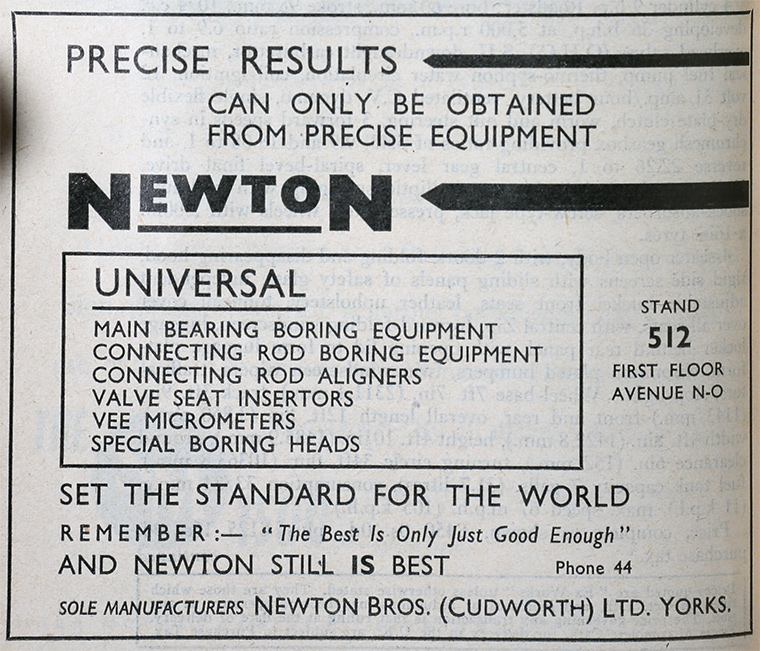 PRECISE RESULTS
CAN ONLY BE OBTAINED
FROM PRECISE EQUIPMENT
NEWTON
UNIVERSAL
MAIN BEARING BORING EQUIPMENT
CONNECTING ROD BORING EQUIPMENT
CONNECTING ROD ALIGNERS
VALVE SEAT INSERTORS
VEE MICROMETERS
SPECIAL BORING HEADS
STAND
512
FIRST FLOOR
AVENUE N-O
SET THE STANDARD FOR THE WORLD
REMEMBER:— "The Best Is Only Just Good Enough"
AND NEWTON STILL IS BEST Phone 44
SOLE MANUFACTURERS NEWTON BROS. (CUDWORTH) LTD. YORKS.